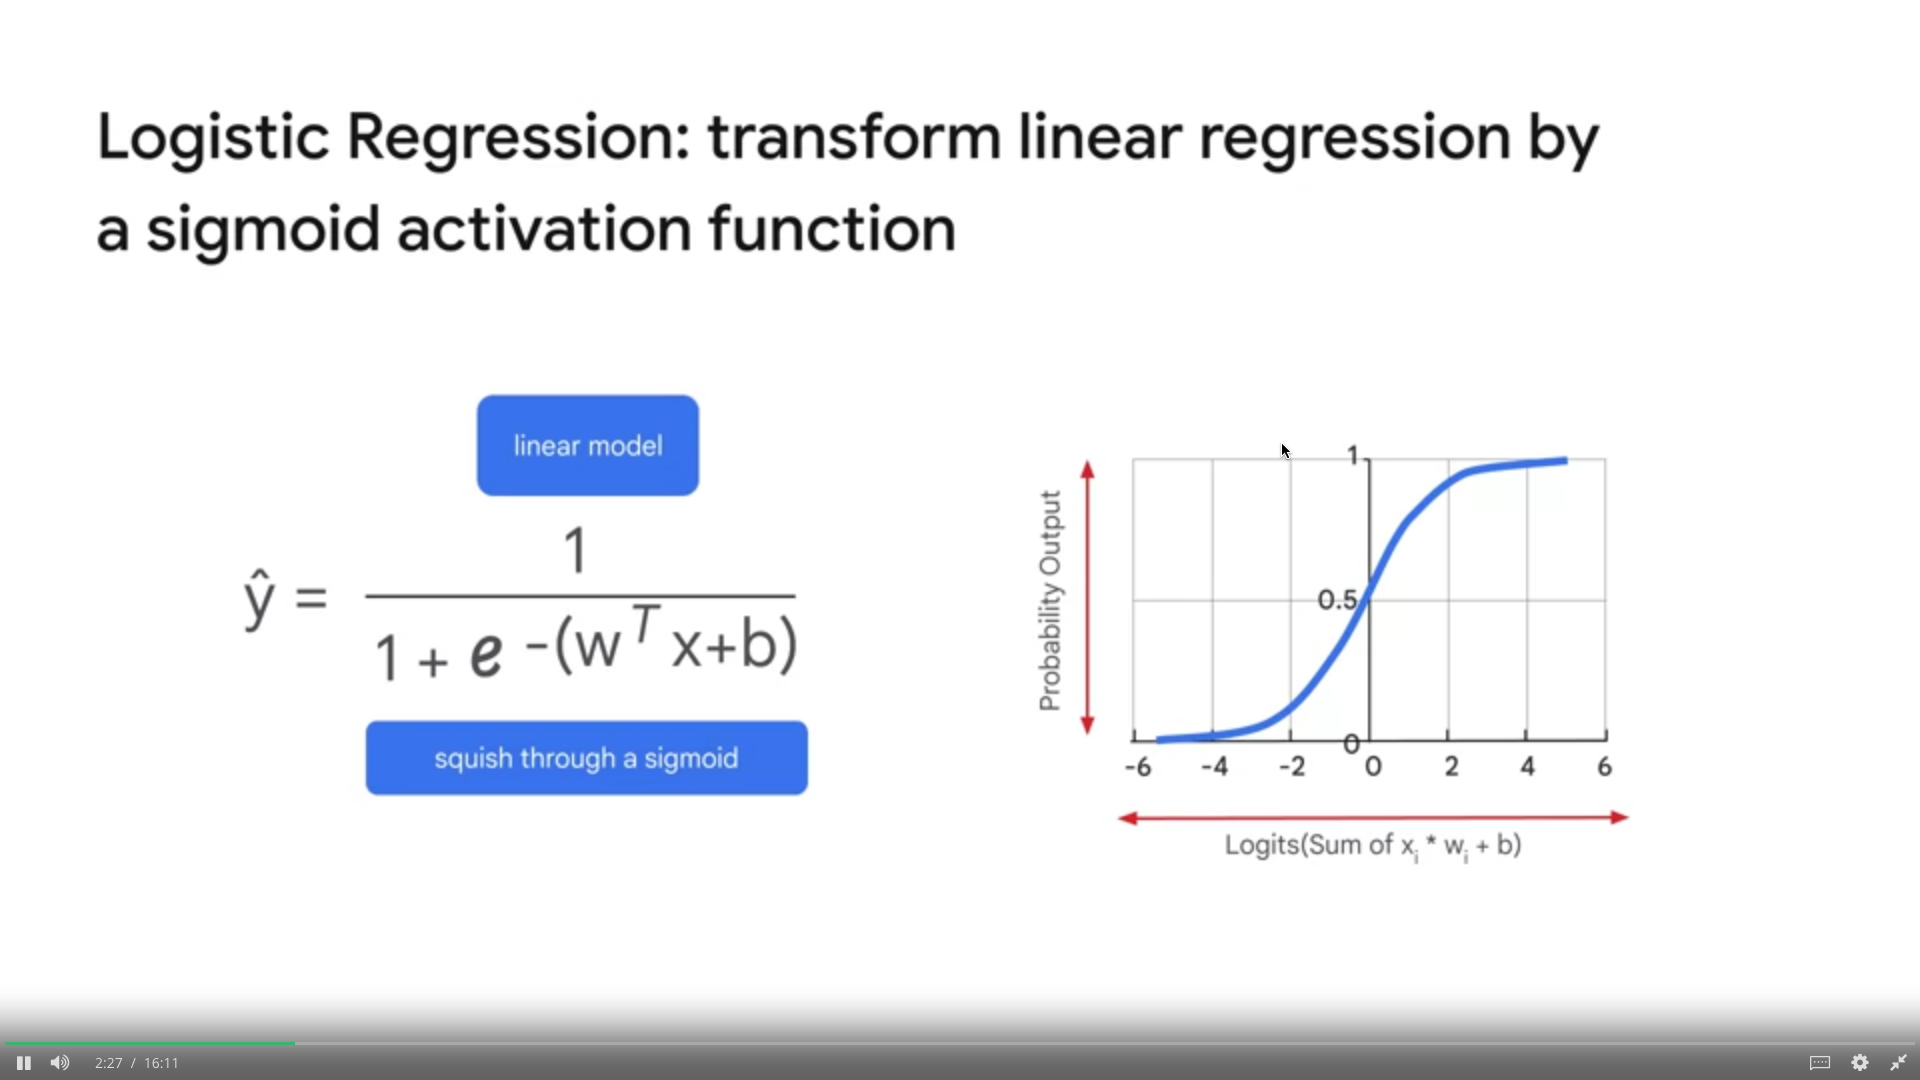 Logistic Regression: transform linear regression by
a sigmoid activation function
linear model
ŷ =
1
1 + e -(w^T x+b)
squish through a sigmoid
Probability Output
1
0.5
0
-6 -4 -2 0 2 4 6
Logits(Sum of x_i * w_i + b)
2:27 / 16:11